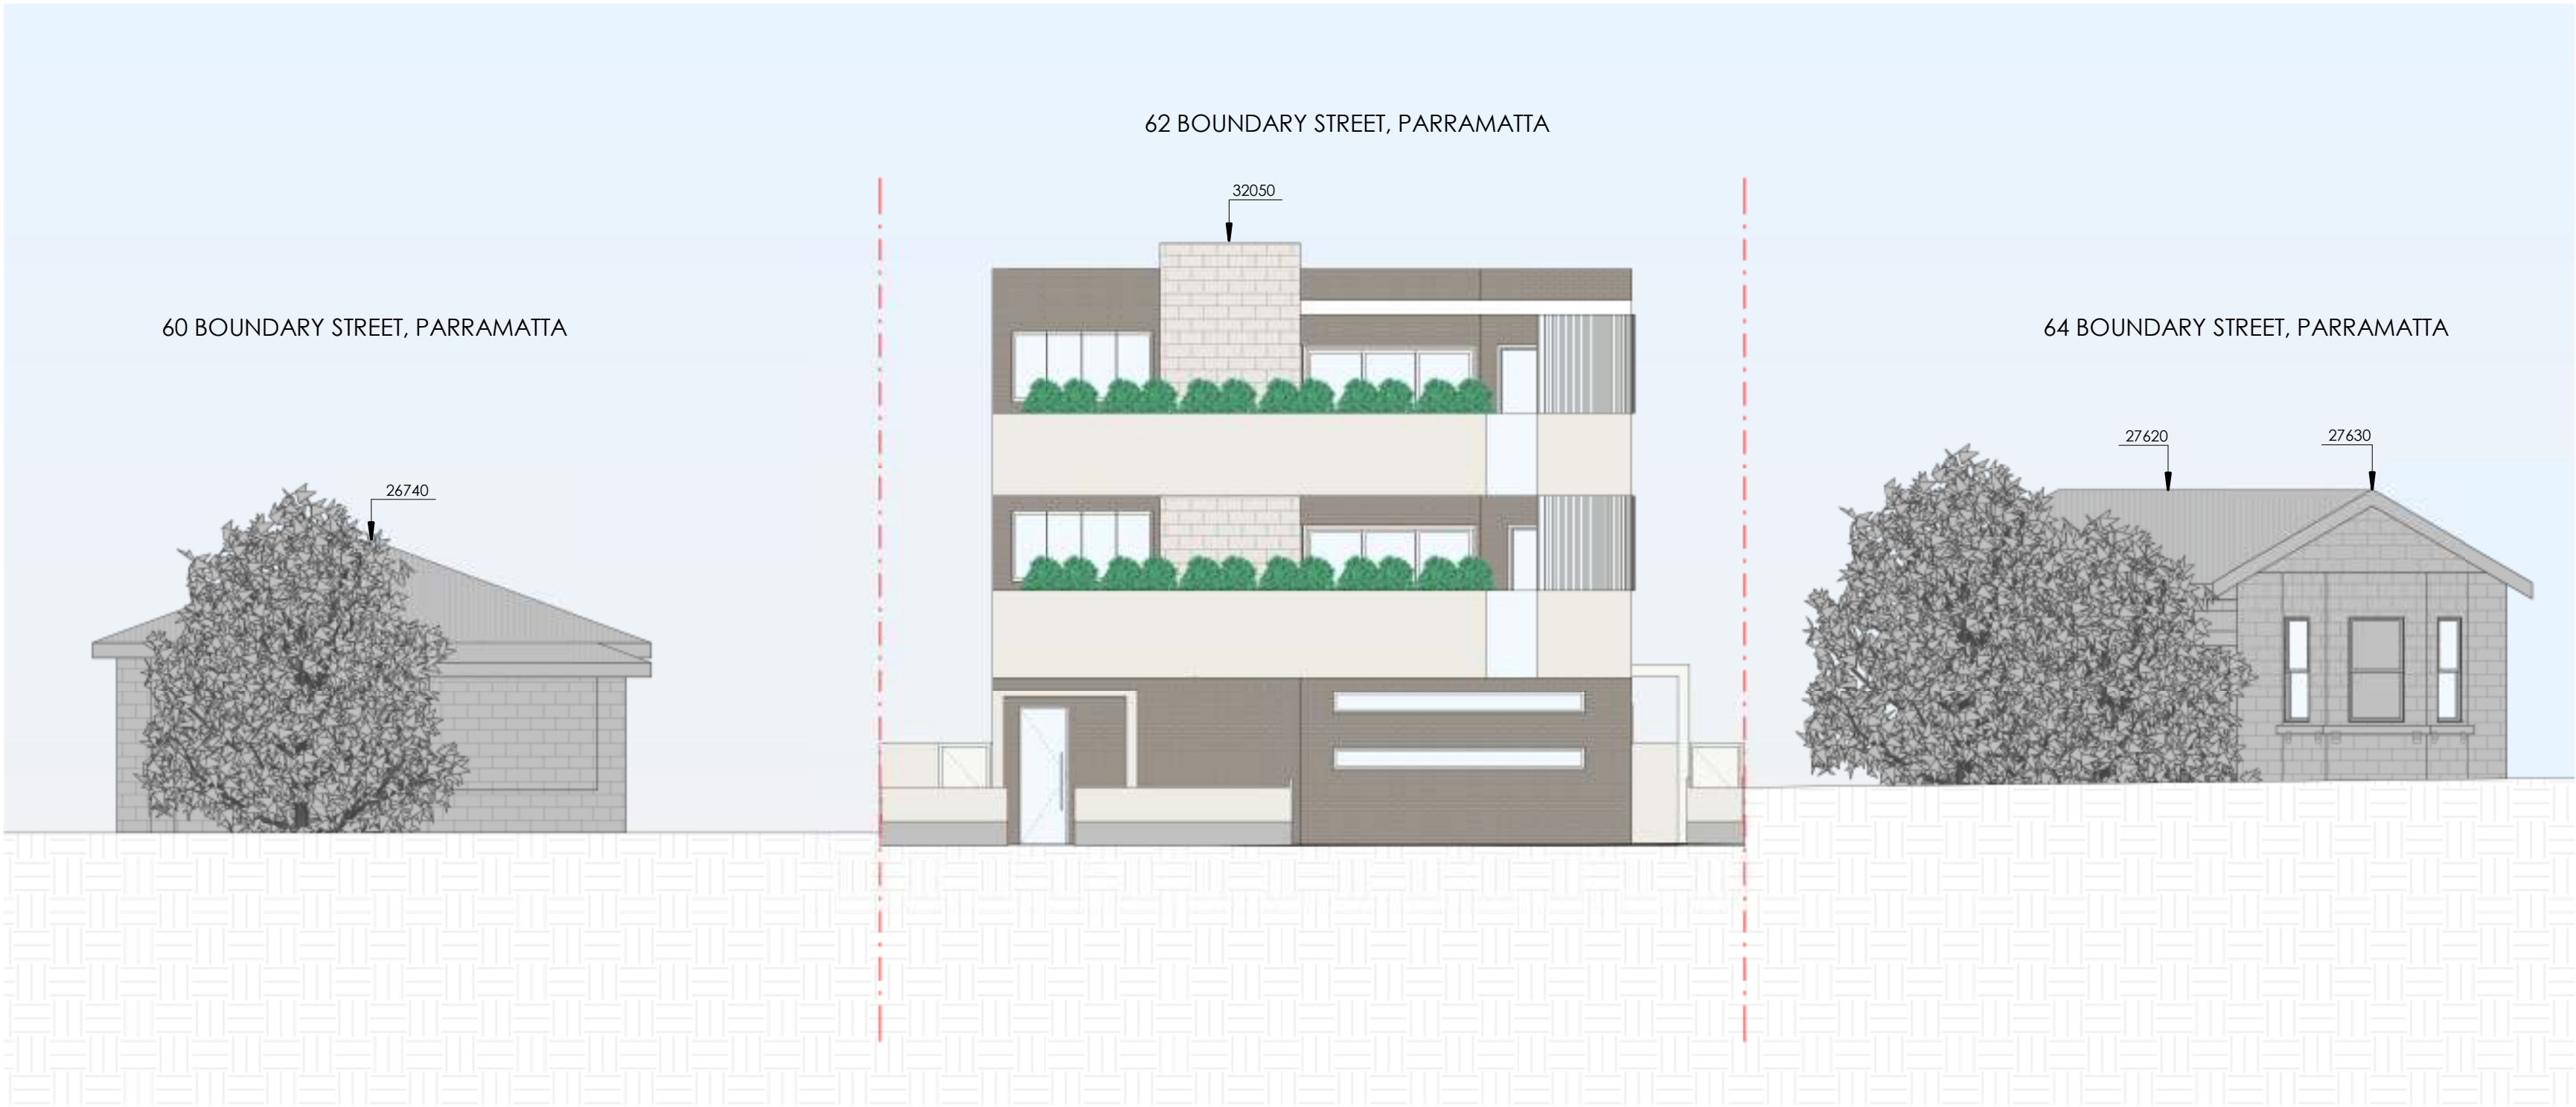 62 BOUNDARY STREET, PARRAMATTA
32050
60 BOUNDARY STREET, PARRAMATTA
64 BOUNDARY STREET, PARRAMATTA
27620
27630
26740